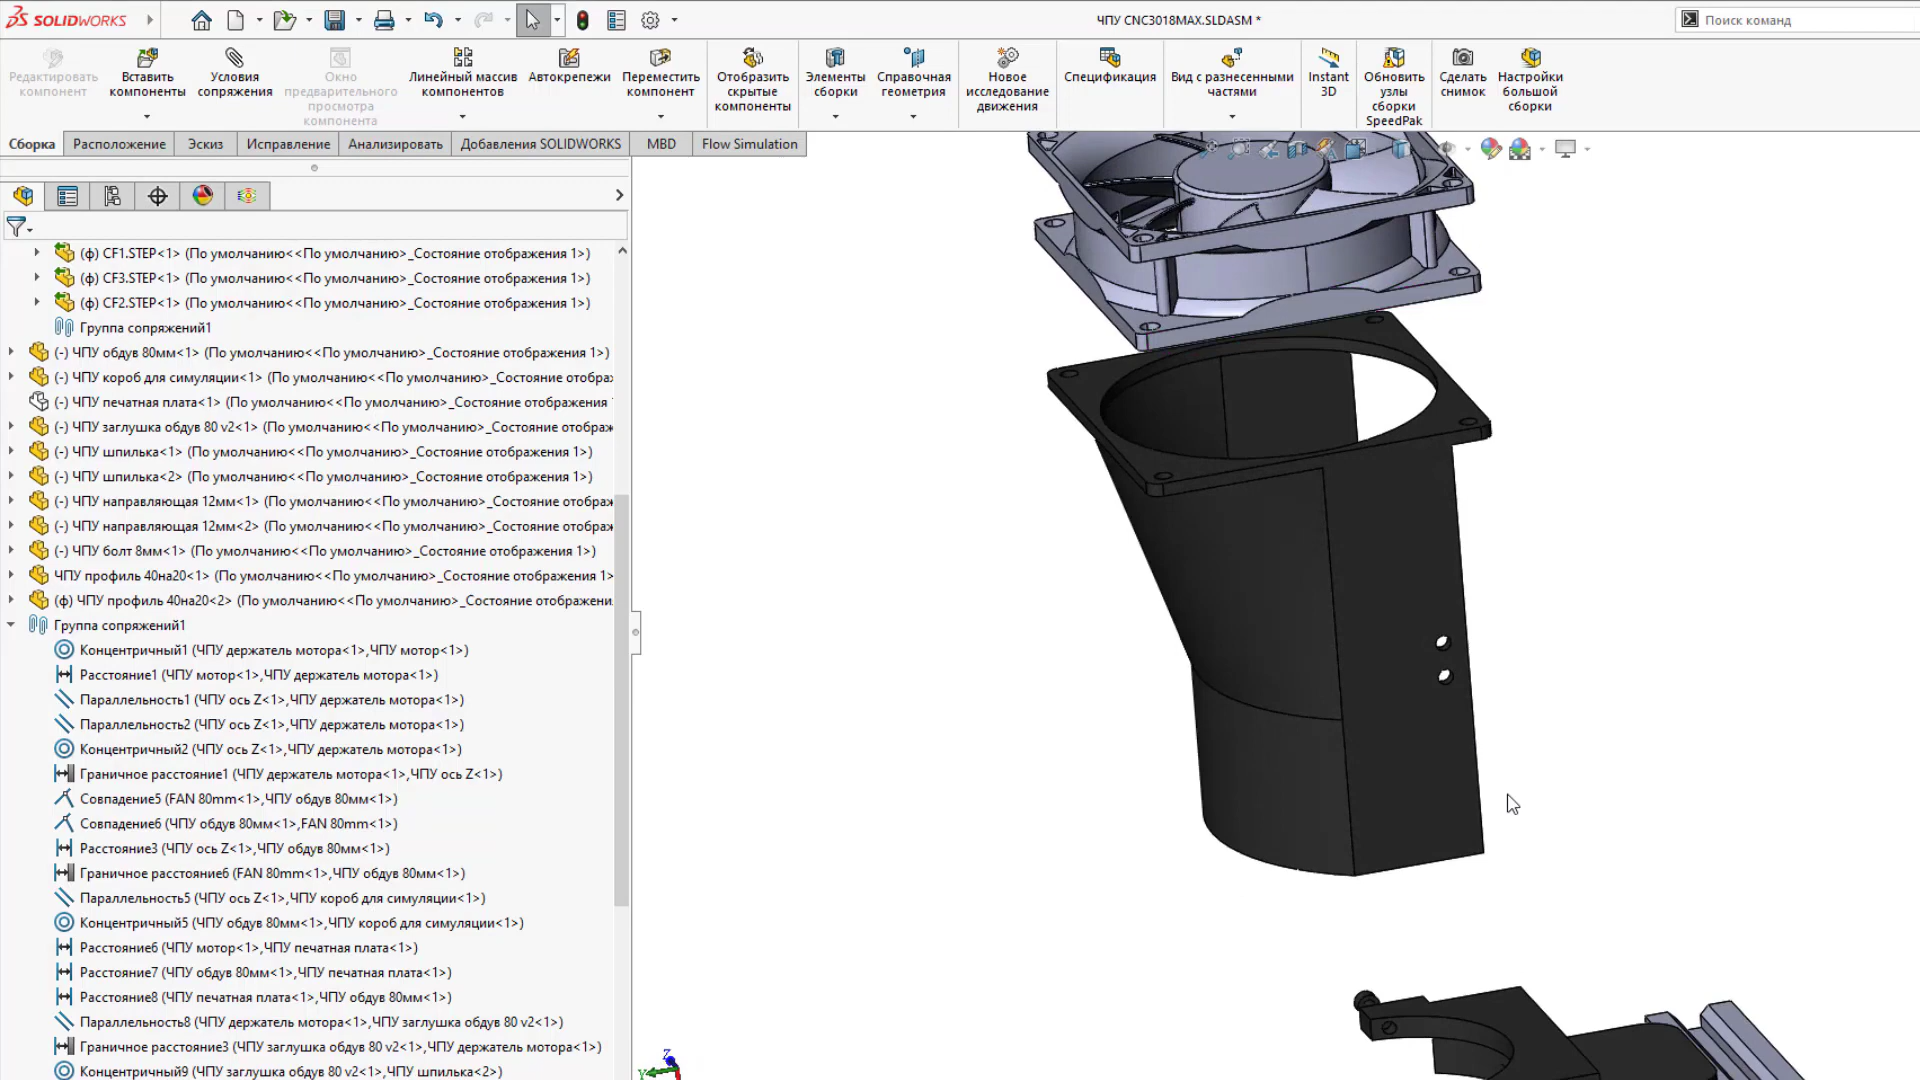 SOLIDWORKS
ЧПУ CNC3018MAX.SLDASM *
Поиск команд
Редактировать компонент
Вставить компоненты
Условия сопряжения
Окно предварительного просмотра компонента
Линейный массив компонентов
Автокрепежи
Переместить компонент
Отобразить скрытые компоненты
Элементы сборки
Справочная геометрия
Новое исследование движения
Спецификация
Вид с разнесенными частями
Instant 3D
Обновить узлы сборки SpeedPak
Сделать снимок
Настройки большой сборки
Сборка
Расположение
Эскиз
Исправление
Анализировать
Добавления SOLIDWORKS
MBD
Flow Simulation
(ф) CF1.STEP<1> (По умолчанию<<По умолчанию>_Состояние отображения 1>)
(ф) CF3.STEP<1> (По умолчанию<<По умолчанию>_Состояние отображения 1>)
(ф) CF2.STEP<1> (По умолчанию<<По умолчанию>_Состояние отображения 1>)
Группа сопряжений1
(-) ЧПУ обдув 80мм<1> (По умолчанию<<По умолчанию>_Состояние отображения 1>)
(-) ЧПУ короб для симуляции<1> (По умолчанию<<По умолчанию>_Состояние отобра:
(-) ЧПУ печатная плата<1> (По умолчанию<<По умолчанию>_Состояние отображения
(-) ЧПУ заглушка обдув 80 v2<1> (По умолчанию<<По умолчанию>_Состояние отображ
(-) ЧПУ шпилька<1> (По умолчанию<<По умолчанию>_Состояние отображения 1>)
(-) ЧПУ шпилька<2> (По умолчанию<<По умолчанию>_Состояние отображения 1>)
(-) ЧПУ направляющая 12мм<1> (По умолчанию<<По умолчанию>_Состояние отображ
(-) ЧПУ направляющая 12мм<2> (По умолчанию<<По умолчанию>_Состояние отображ
(-) ЧПУ болт 8мм<1> (По умолчанию<<По умолчанию>_Состояние отображения 1>)
ЧПУ профиль 40на20<1> (По умолчанию<<По умолчанию>_Состояние отображения 1>
(ф) ЧПУ профиль 40на20<2> (По умолчанию<<По умолчанию>_Состояние отображени.
Группа сопряжений1
Концентричный1 (ЧПУ держатель мотора<1>,ЧПУ мотор<1>)
Расстояние1 (ЧПУ мотор<1>,ЧПУ держатель мотора<1>)
Параллельность1 (ЧПУ ось Z<1>,ЧПУ держатель мотора<1>)
Параллельность2 (ЧПУ ось Z<1>,ЧПУ держатель мотора<1>)
Концентричный2 (ЧПУ ось Z<1>,ЧПУ держатель мотора<1>)
Граничное расстояние1 (ЧПУ держатель мотора<1>,ЧПУ ось Z<1>)
Совпадение5 (FAN 80mm<1>,ЧПУ обдув 80мм<1>)
Совпадение6 (ЧПУ обдув 80мм<1>,FAN 80mm<1>)
Расстояние3 (ЧПУ ось Z<1>,ЧПУ обдув 80мм<1>)
Граничное расстояние6 (FAN 80mm<1>,ЧПУ обдув 80мм<1>)
Параллельность5 (ЧПУ ось Z<1>,ЧПУ короб для симуляции<1>)
Концентричный5 (ЧПУ обдув 80мм<1>,ЧПУ короб для симуляции<1>)
Расстояние6 (ЧПУ мотор<1>,ЧПУ печатная плата<1>)
Расстояние7 (ЧПУ обдув 80мм<1>,ЧПУ печатная плата<1>)
Расстояние8 (ЧПУ печатная плата<1>,ЧПУ обдув 80мм<1>)
Параллельность8 (ЧПУ держатель мотора<1>,ЧПУ заглушка обдув 80 v2<1>)
Граничное расстояние3 (ЧПУ заглушка обдув 80 v2<1>,ЧПУ держатель мотора<1>)
Концентричный9 (ЧПУ заглушка обдув 80 v2<1>,ЧПУ шпилька<2>)
Z
Y